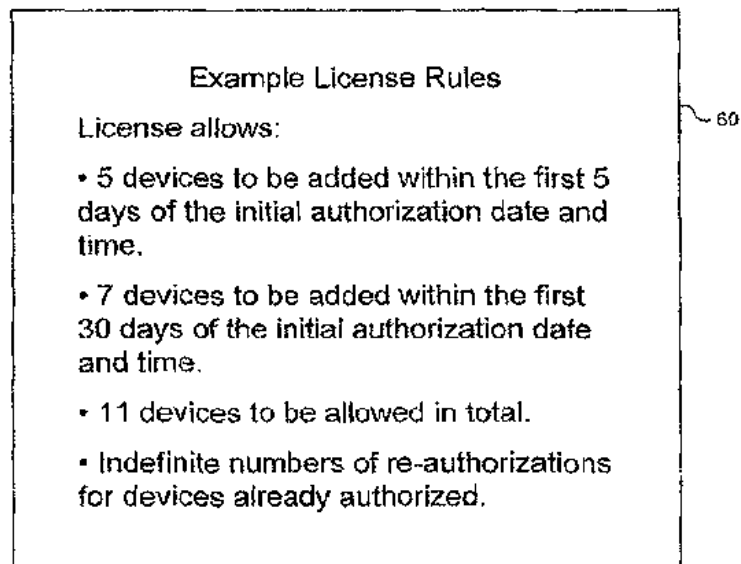 Example License Rules
License allows:
60
• 5 devices to be added within the first 5
days of the initial authorization date and
time.
• 7 devices to be added within the first
30 days of the initial authorization date
and time.
• 11 devices to be allowed in total.
• Indefinite numbers of re-authorizations
for devices already authorized.